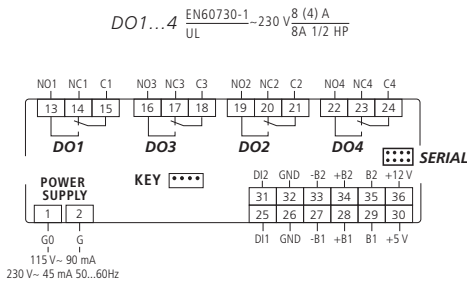 DO1...4 EN60730-1 / UL ~230 V 8 (4) A / 8A 1/2 HP
NO1 NC1 C1 NO3 NC3 C3 NO2 NC2 C2 NO4 NC4 C4
13 14 15 16 17 18 19 20 21 22 23 24
DO1 DO3 DO2 DO4
SERIAL
POWER SUPPLY
KEY
DI2 GND -B2 +B2 B2 +12 V
31 32 33 34 35 36
1 2 25 26 27 28 29 30
G0 G DI1 GND -B1 +B1 B1 +5 V
115 V~ 90 mA
230 V~ 45 mA 50...60Hz